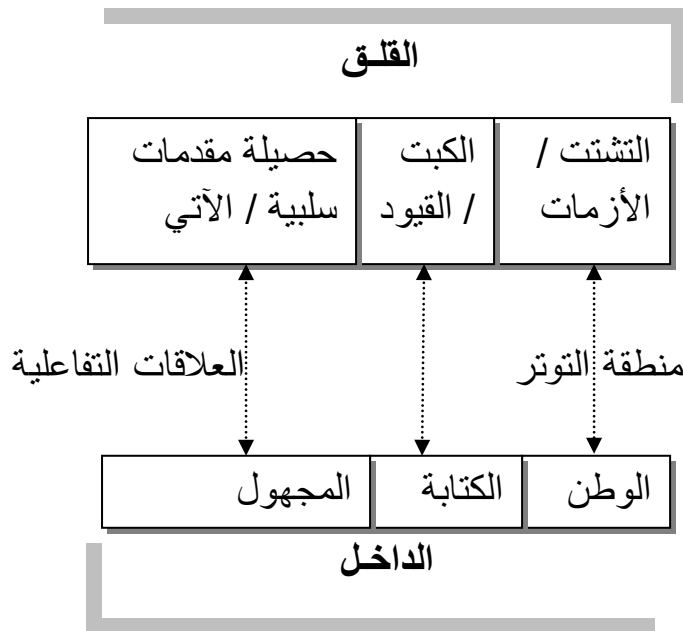 القلـق
التشتت /
الأزمات
الكبت
/ القيود
حصيلة مقدمات
سلبية / الآتي
منطقة التوتر
العلاقات التفاعلية
الوطن
الكتابة
المجهول
الداخـل